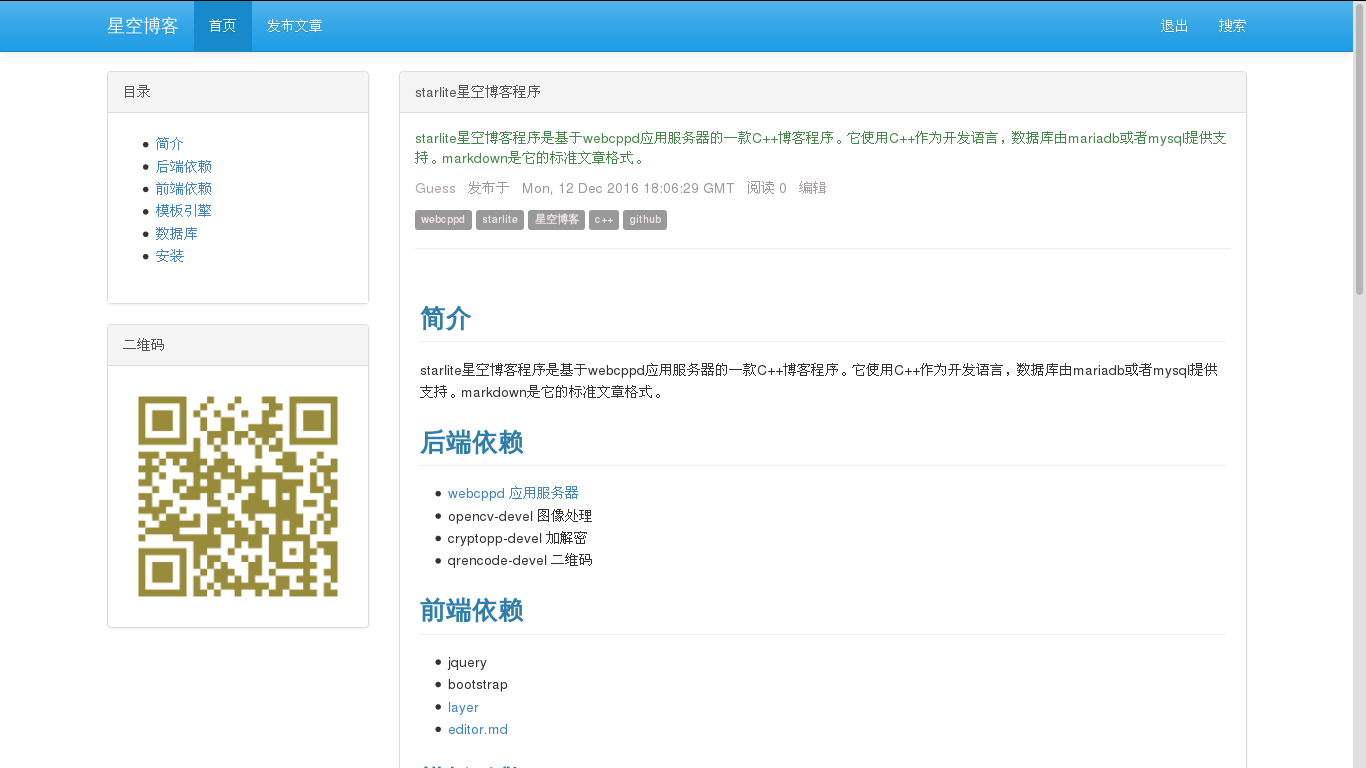 星空博客 首页 发布文章 退出 搜索
目录
简介
后端依赖
前端依赖
模板引擎
数据库
安装
二维码
starlite星空博客程序
starlite星空博客程序是基于webcppd应用服务器的一款C++博客程序。它使用C++作为开发语言，数据库由mariadb或者mysql提供支
持。markdown是它的标准文章格式。
Guess 发布于 Mon, 12 Dec 2016 18:06:29 GMT 阅读 0 编辑
webcppd starlite 星空博客 c++ github
简介
starlite星空博客程序是基于webcppd应用服务器的一款C++博客程序。它使用C++作为开发语言，数据库由mariadb或者mysql提供
支持。markdown是它的标准文章格式。
后端依赖
webcppd 应用服务器
opencv-devel 图像处理
cryptopp-devel 加解密
qrencode-devel 二维码
前端依赖
jquery
bootstrap
layer
editor.md